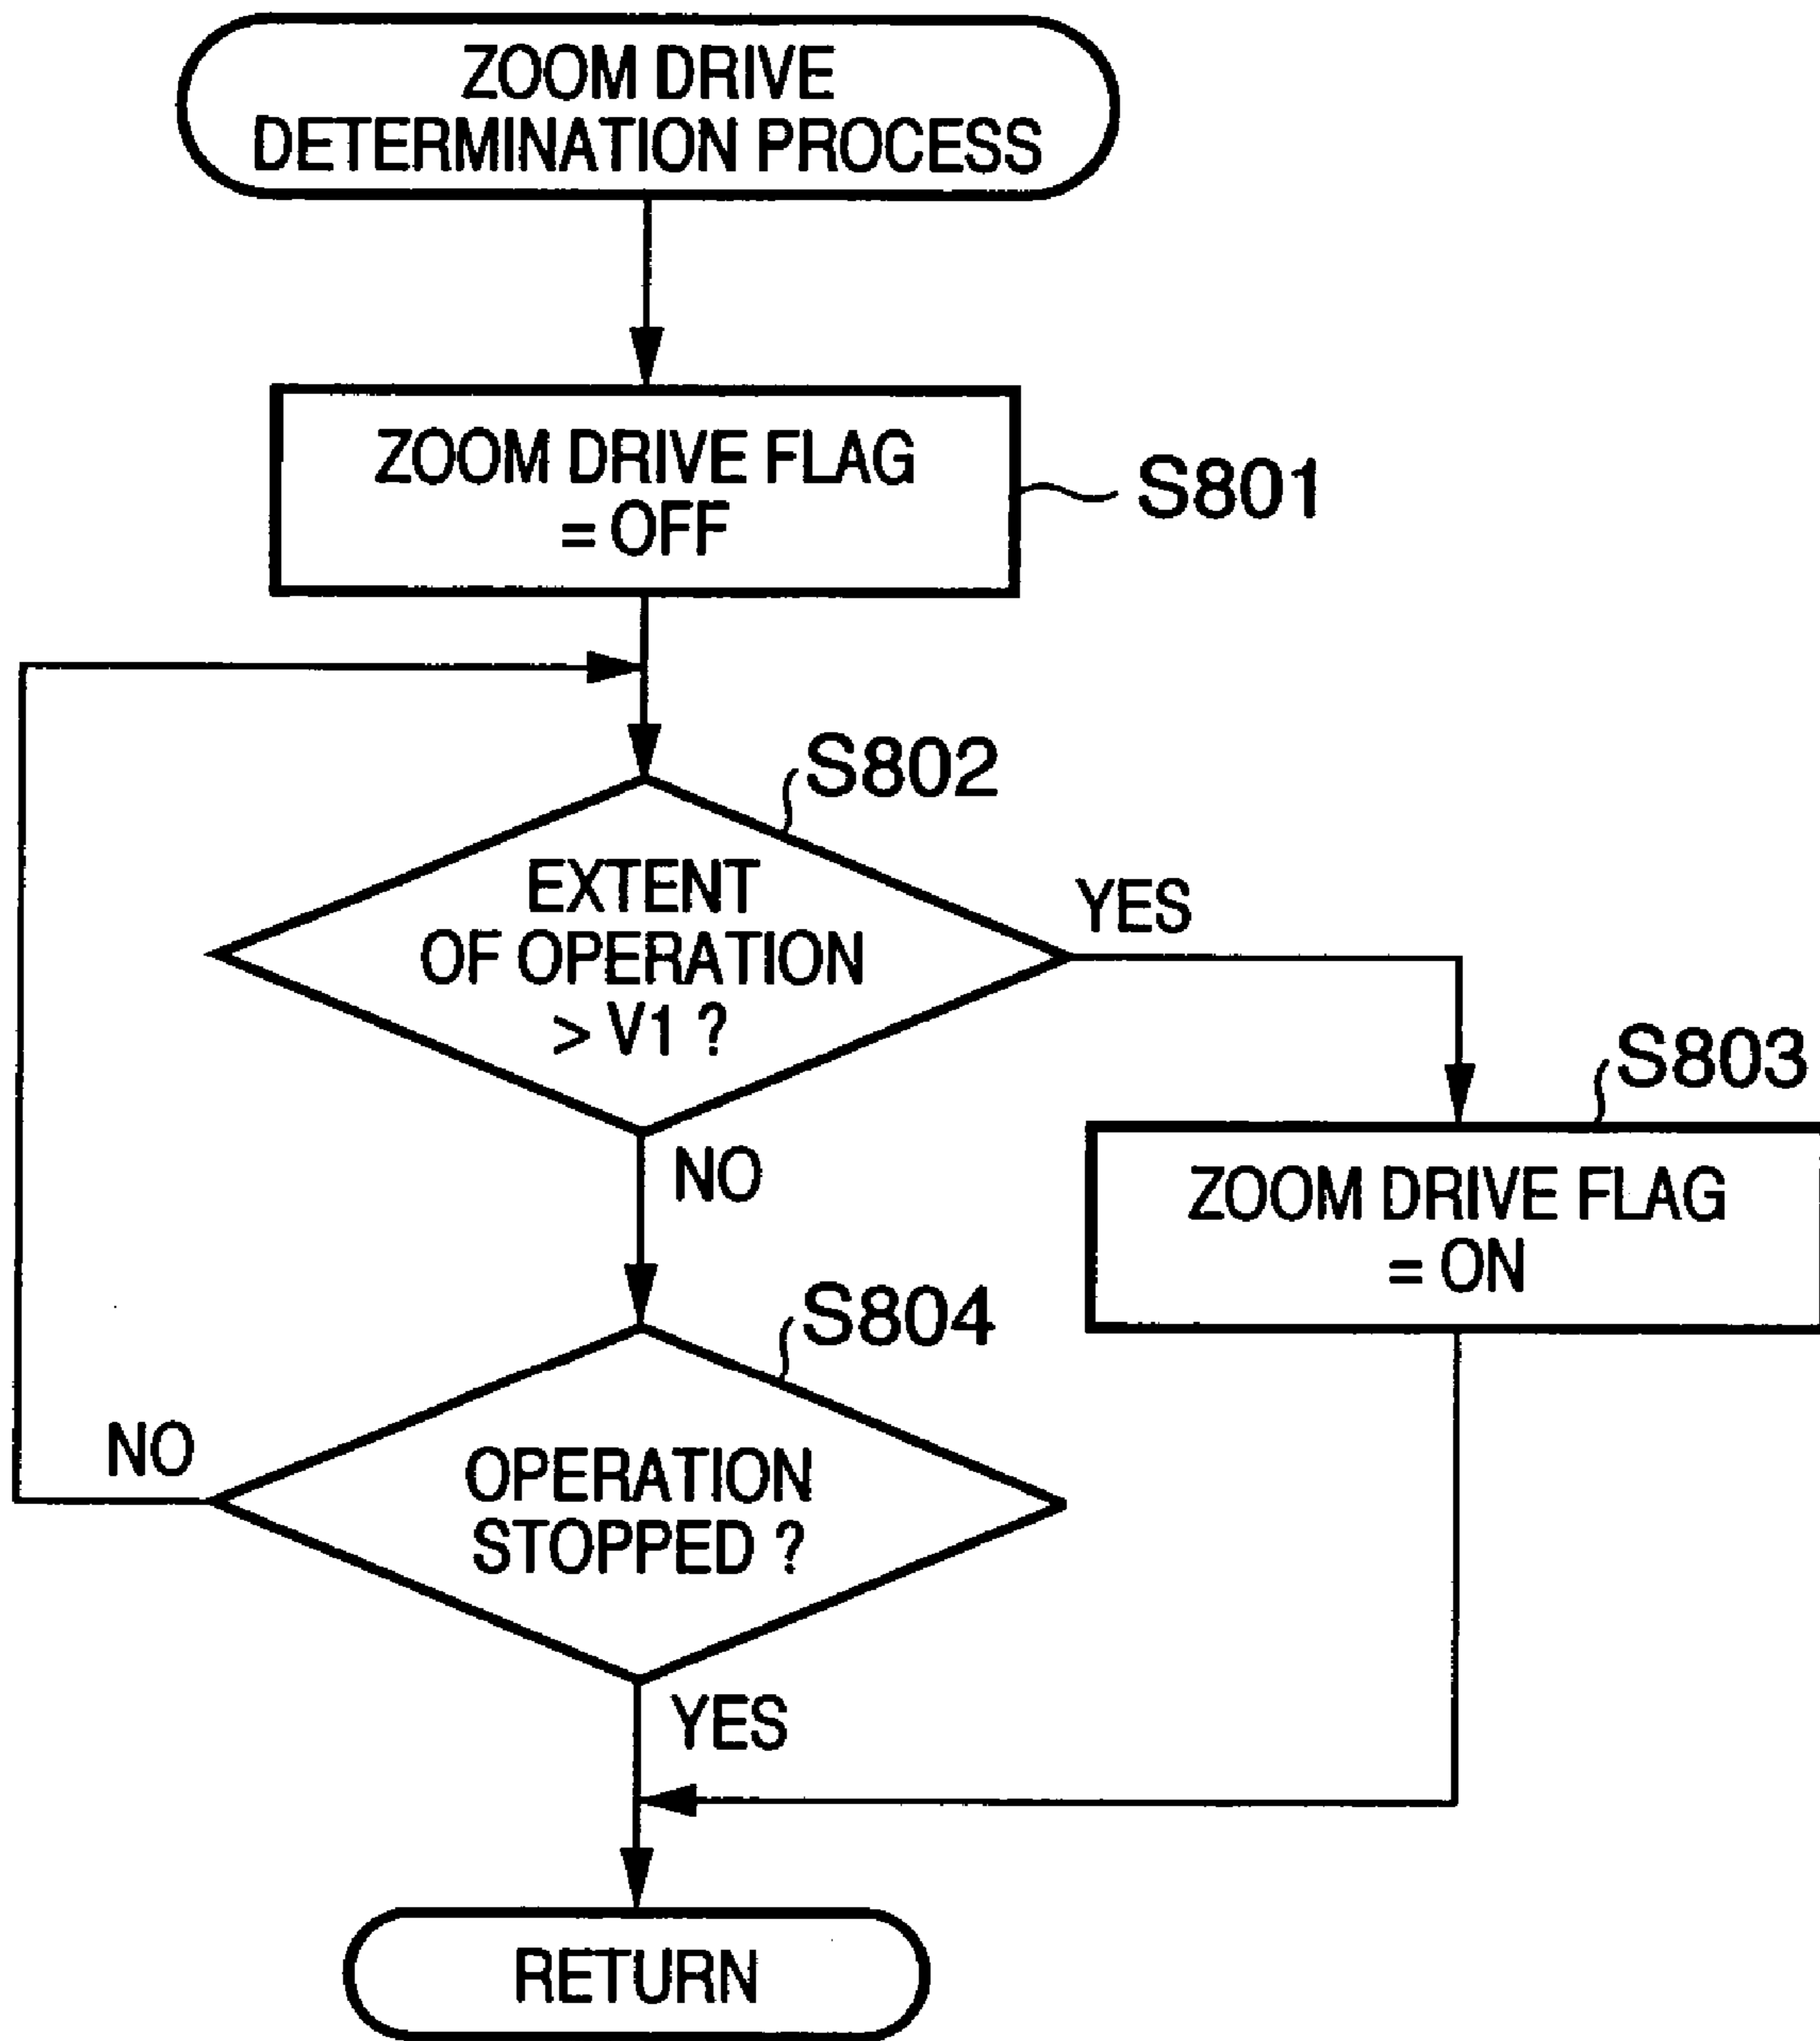 ZOOM DRIVE
DETERMINATION PROCESS
ZOOM DRIVE FLAG
= OFF
S801
S802
EXTENT
OF OPERATION
> V1 ?
YES
NO
S803
ZOOM DRIVE FLAG
= ON
S804
OPERATION
STOPPED ?
NO
YES
RETURN